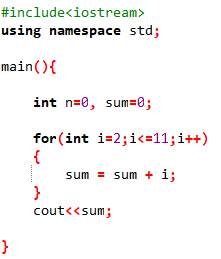 #include<iostream>
using namespace std;
main(){
int n=0, sum=0;
for(int i=2;i<=11;i++)
{
sum = sum + i;
}
cout<<sum;
}